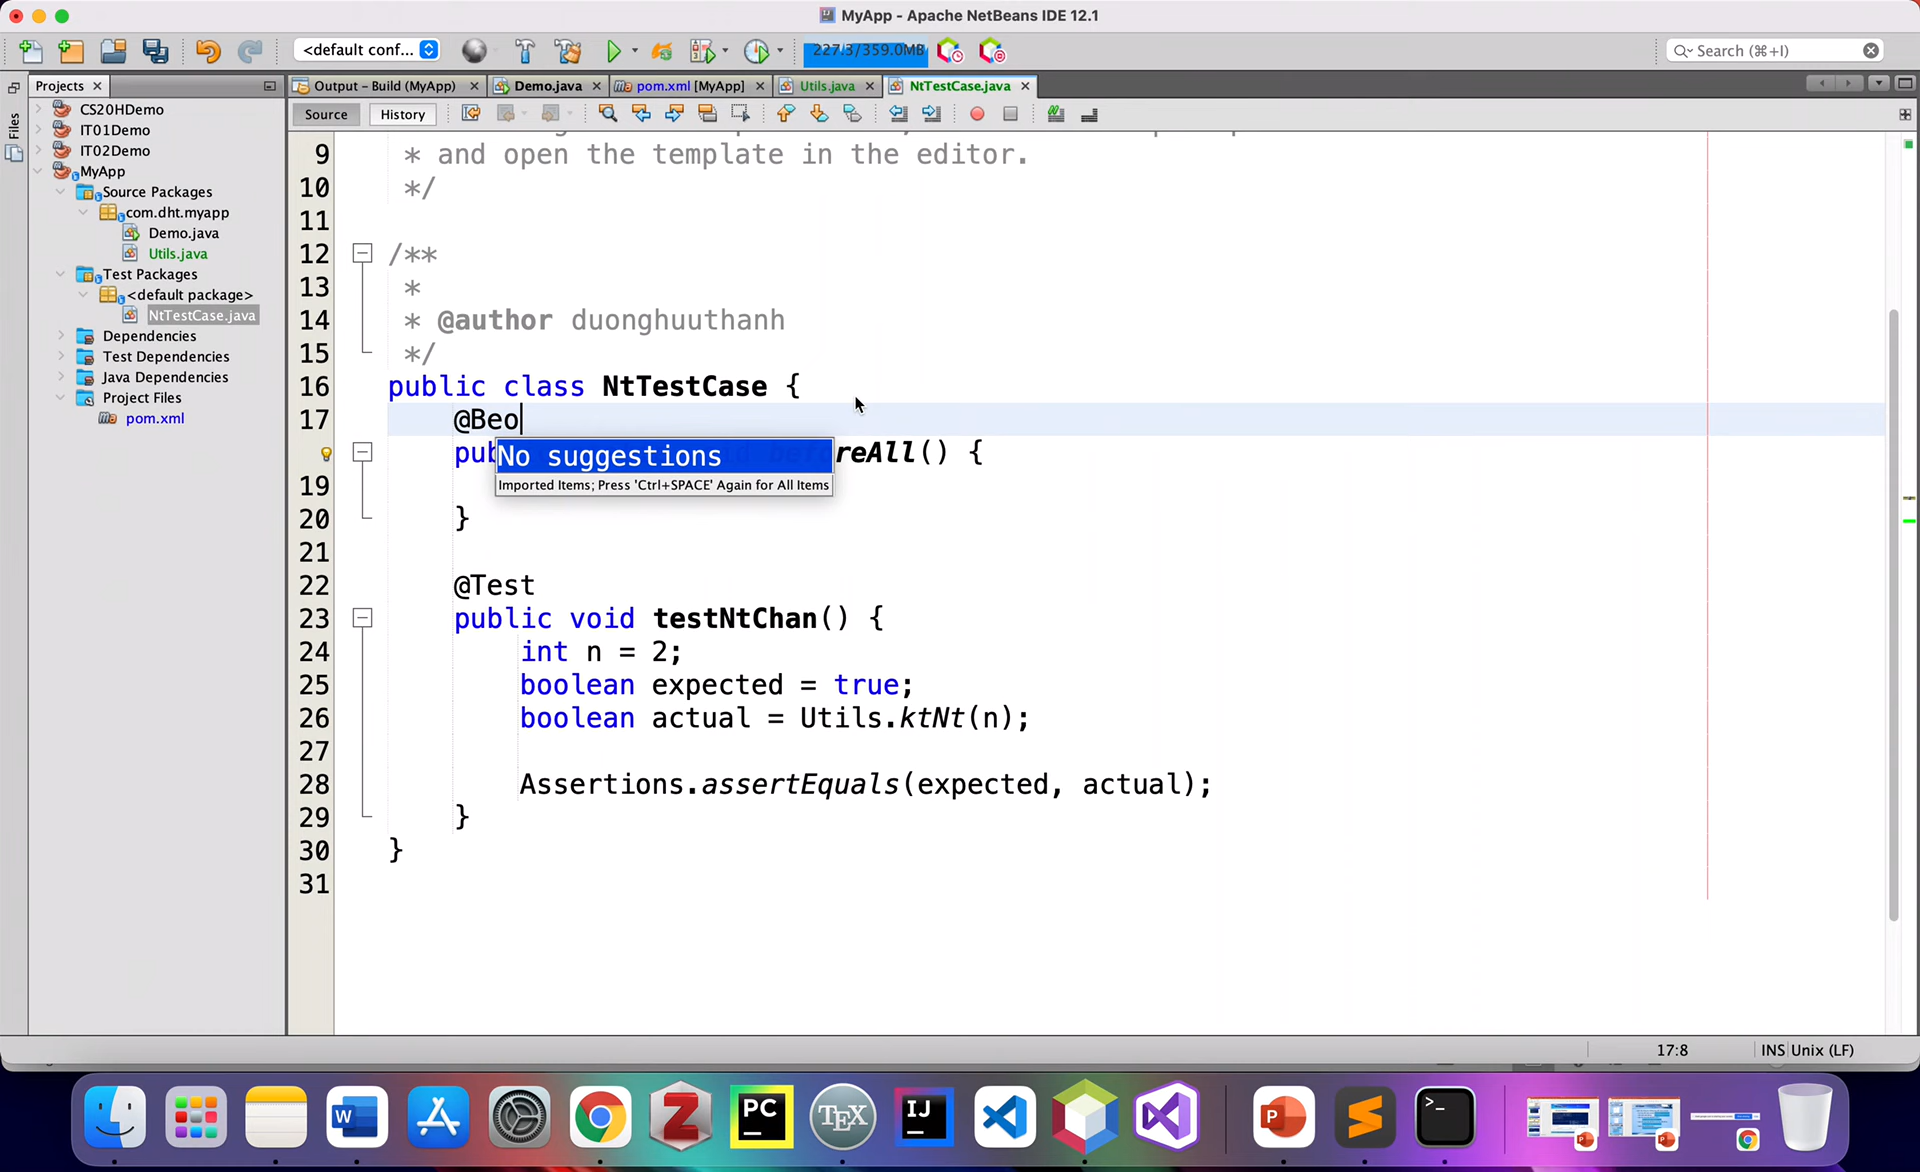 MyApp - Apache NetBeans IDE 12.1
<default conf...
227.3/359.0MB
Search (⌘+I)
Projects
Output - Build (MyApp)
Demo.java
pom.xml [MyApp]
Utils.java
NtTestCase.java
Files
Source
History
CS20HDemo
IT01Demo
IT02Demo
MyApp
Source Packages
com.dht.myapp
Demo.java
Utils.java
Test Packages
<default package>
NtTestCase.java
Dependencies
Test Dependencies
Java Dependencies
Project Files
pom.xml
9 * and open the template in the editor.
10 */
11
12 /**
13 *
14 * @author duonghuuthanh
15 */
16 public class NtTestCase {
17 @Beo
pub
reAll() {
No suggestions
Imported Items; Press 'Ctrl+SPACE' Again for All Items
19
20 }
21
22 @Test
23 public void testNtChan() {
24 int n = 2;
25 boolean expected = true;
26 boolean actual = Utils.ktNt(n);
27
28 Assertions.assertEquals(expected, actual);
29 }
30 }
31
17:8
INS
Unix (LF)
W
Z
PC
TEX
IJ
P
>_